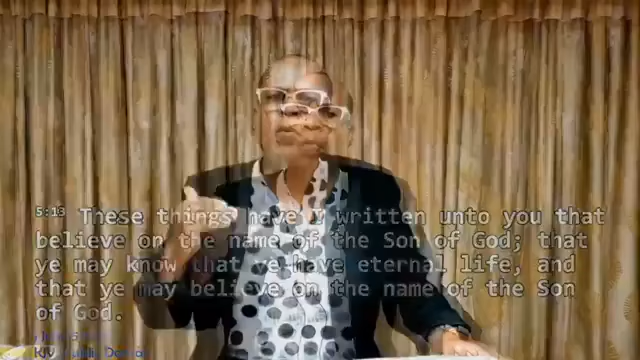 5:13 These things have I written unto you that
believe on the name of the Son of God; that
ye may know that ye have eternal life, and
that ye may believe on the name of the Son
of God.
KJV Public Domain